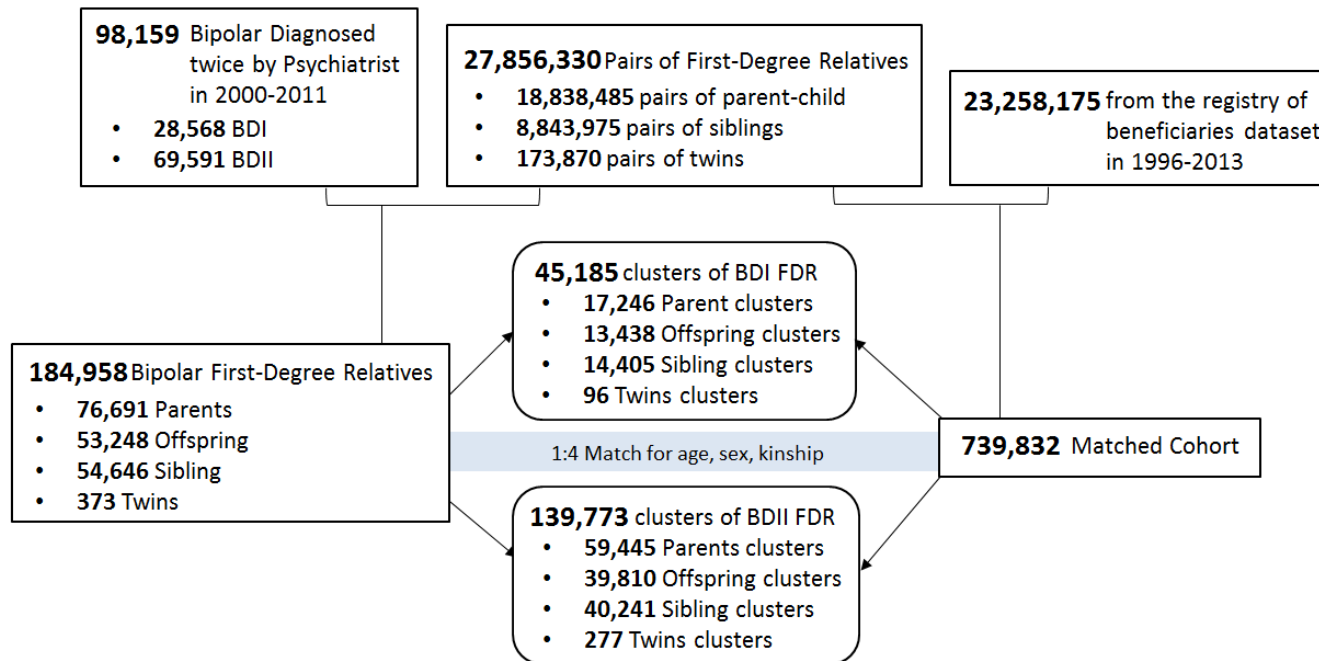 98,159 Bipolar Diagnosed
twice by Psychiatrist
in 2000-2011
• 28,568 BDI
• 69,591 BDII
27,856,330 Pairs of First-Degree Relatives
• 18,838,485 pairs of parent-child
• 8,843,975 pairs of siblings
• 173,870 pairs of twins
23,258,175 from the registry of
beneficiaries dataset
in 1996-2013
45,185 clusters of BDI FDR
• 17,246 Parent clusters
• 13,438 Offspring clusters
• 14,405 Sibling clusters
• 96 Twins clusters
184,958 Bipolar First-Degree Relatives
• 76,691 Parents
• 53,248 Offspring
• 54,646 Sibling
• 373 Twins
1:4 Match for age, sex, kinship
739,832 Matched Cohort
139,773 clusters of BDII FDR
• 59,445 Parents clusters
• 39,810 Offspring clusters
• 40,241 Sibling clusters
• 277 Twins clusters